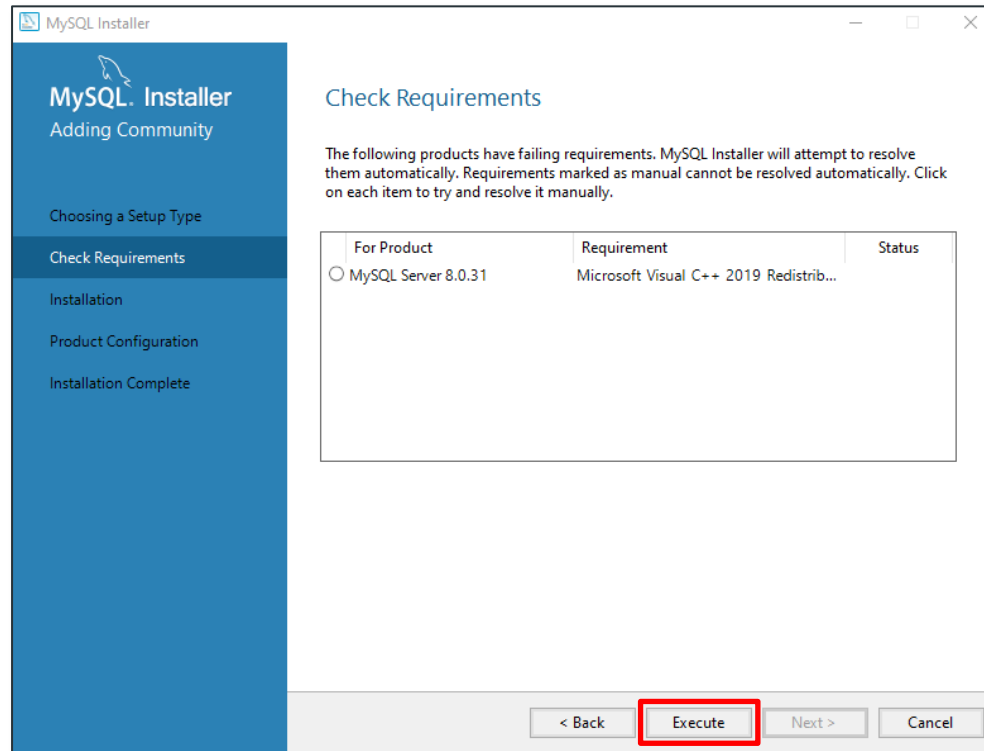 MySQL Installer
MySQL. Installer
Adding Community
Choosing a Setup Type
Check Requirements
Installation
Product Configuration
Installation Complete
Check Requirements
The following products have failing requirements. MySQL Installer will attempt to resolve
them automatically. Requirements marked as manual cannot be resolved automatically. Click
on each item to try and resolve it manually.
For Product Requirement Status
MySQL Server 8.0.31 Microsoft Visual C++ 2019 Redistrib...
< Back Execute Next > Cancel